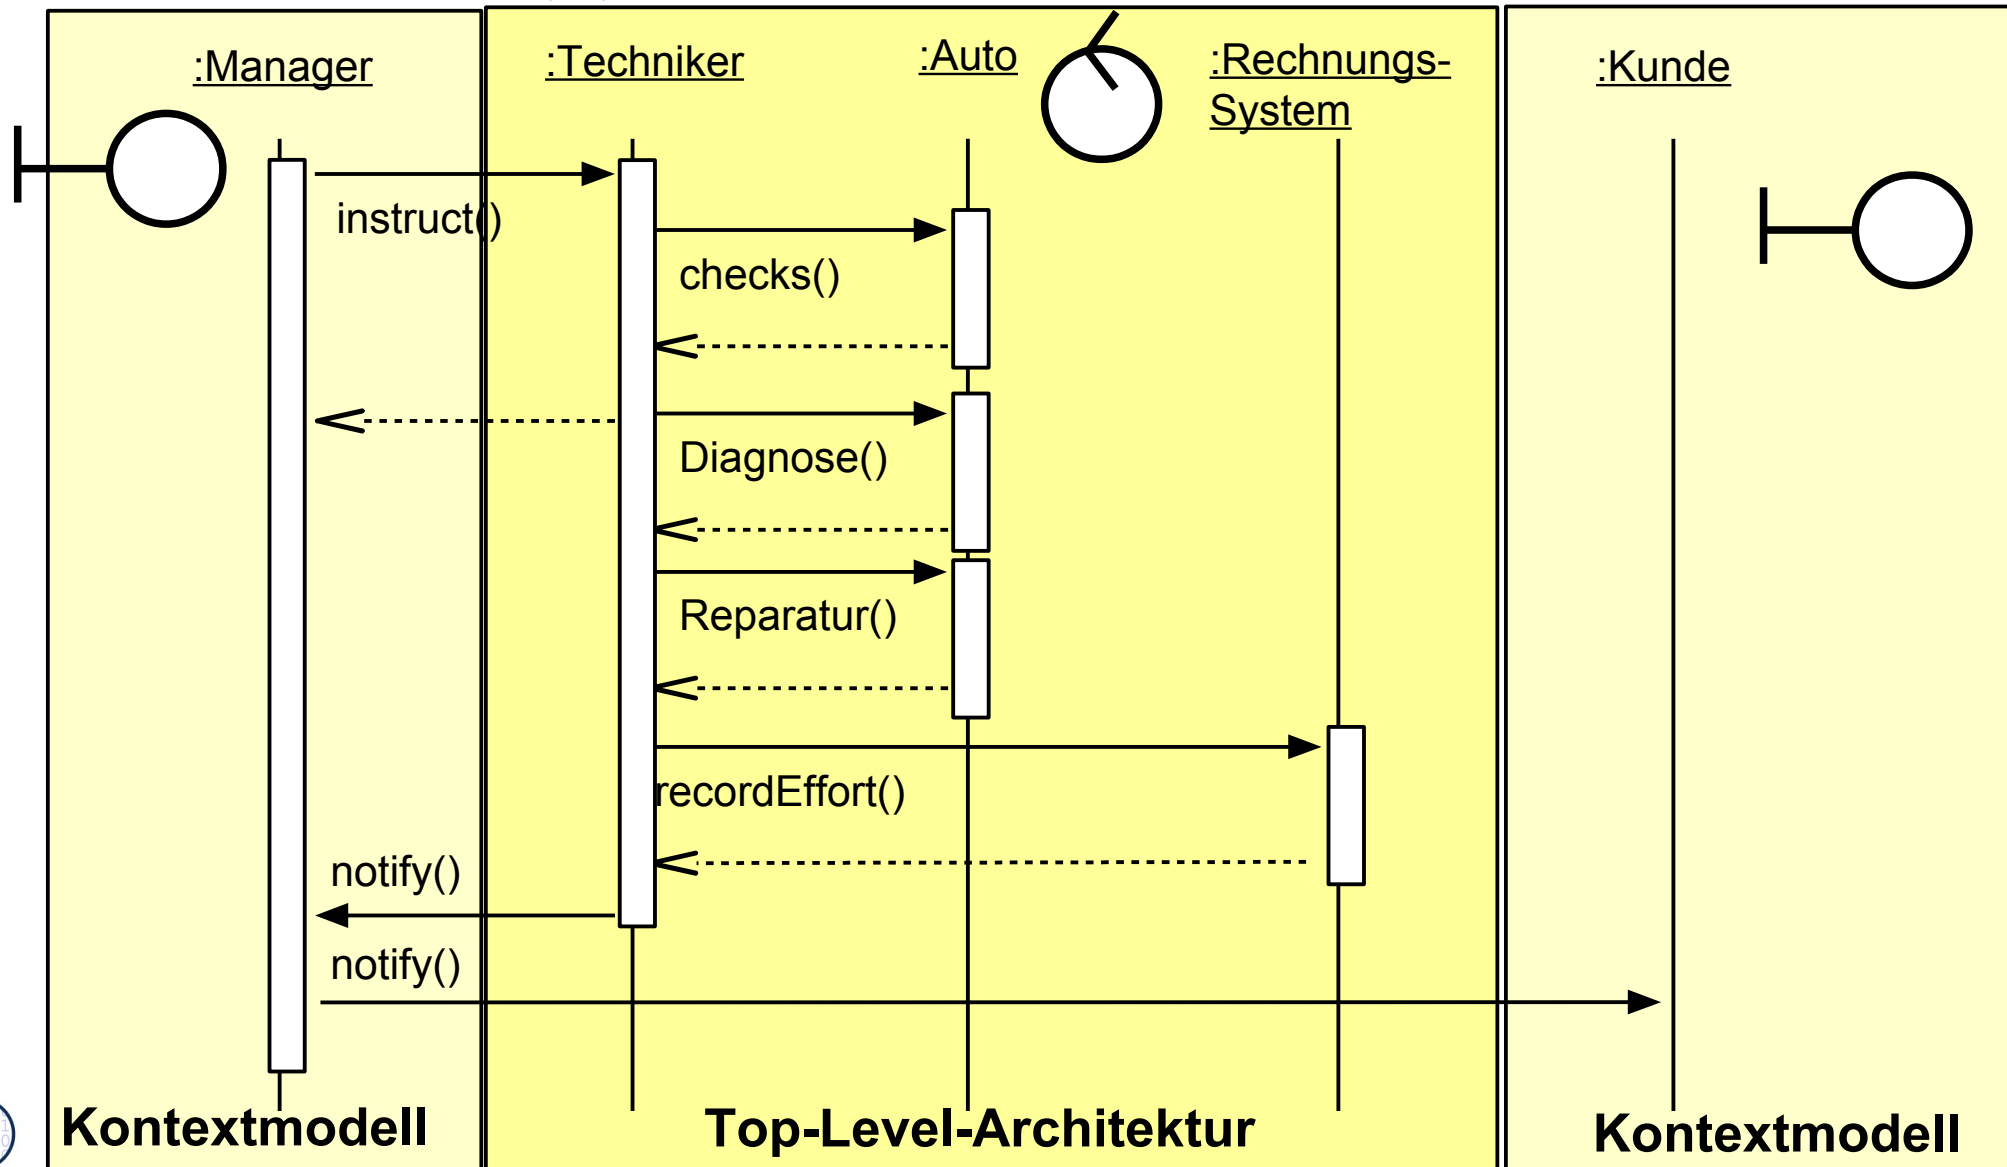 :Manager
:Techniker
:Auto
:Rechnungs-
System
:Kunde
instruct()
checks()
Diagnose()
Reparatur()
recordEffort()
notify()
notify()
Kontextmodell
Top-Level-Architektur
Kontextmodell